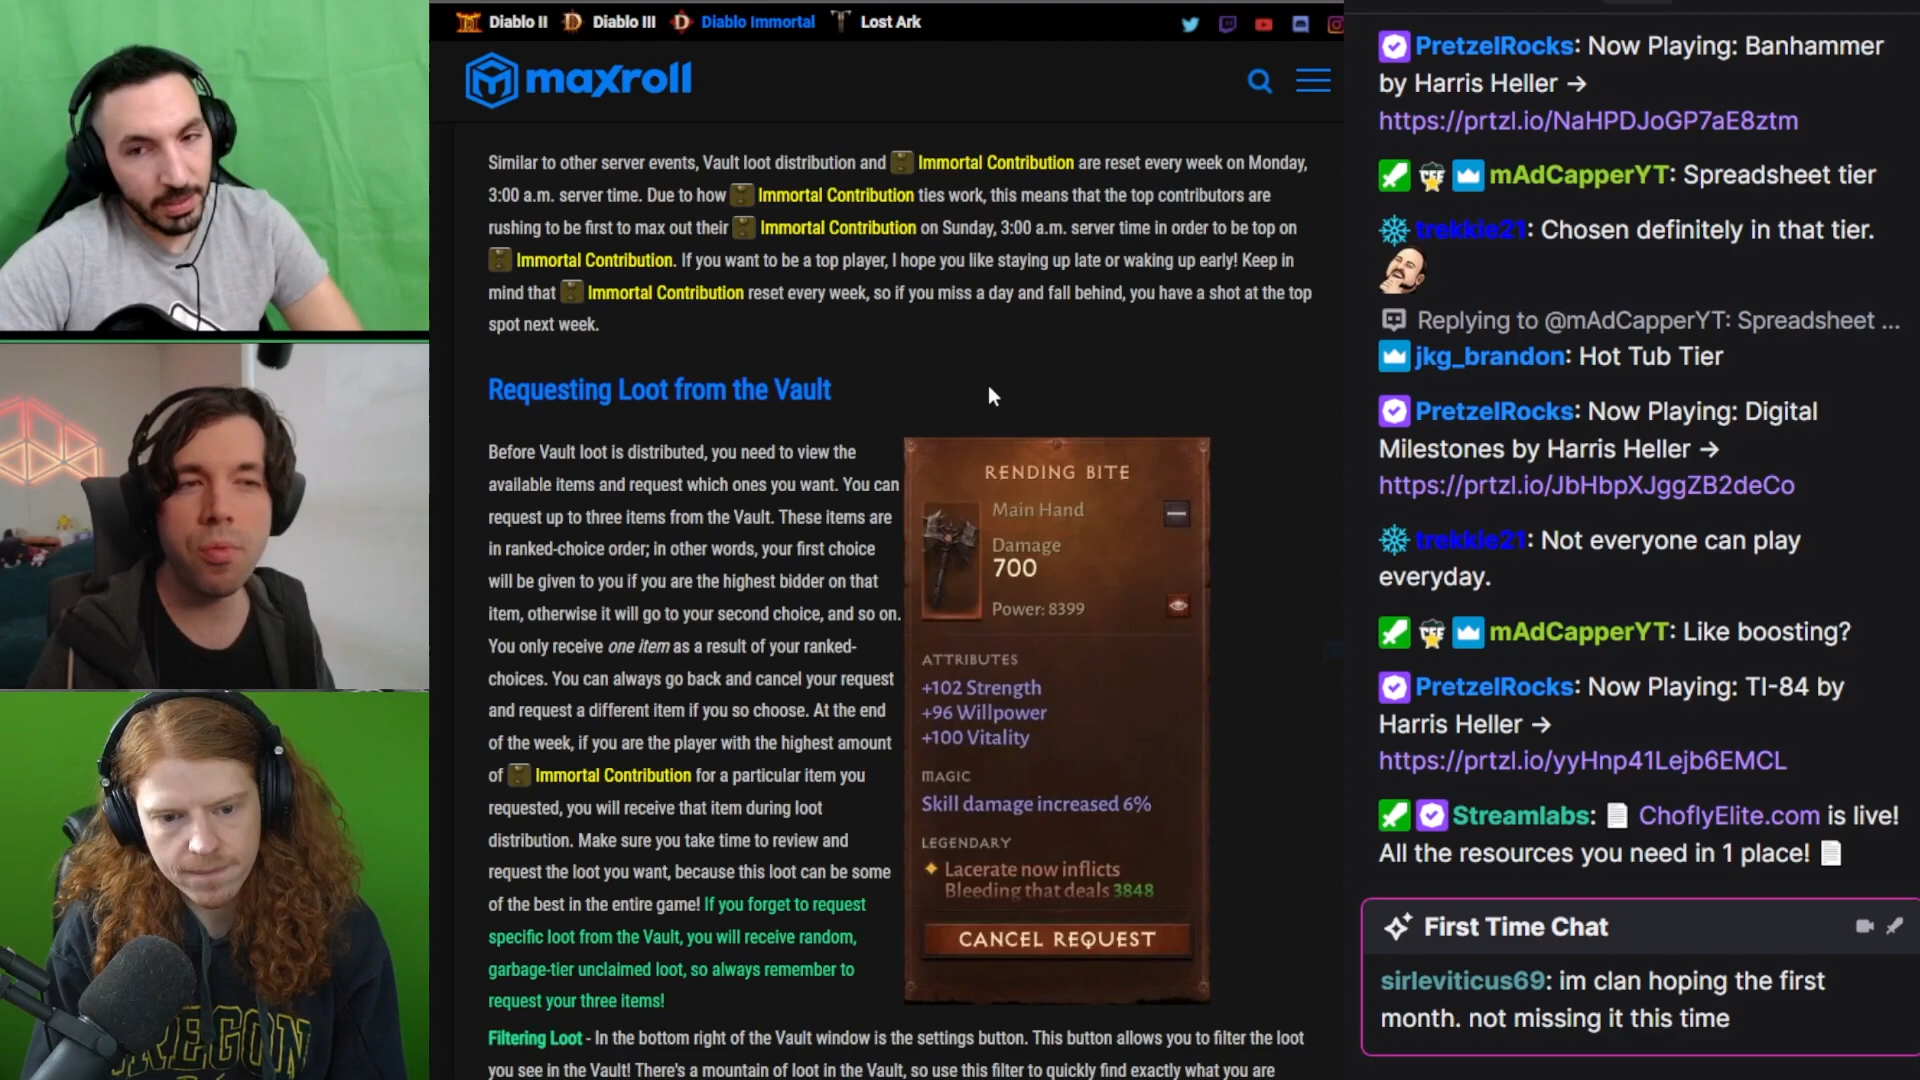 Diablo II Diablo III Diablo Immortal Lost Ark
maxroll
Similar to other server events, Vault loot distribution and Immortal Contribution are reset every week on Monday,
3:00 a.m. server time. Due to how Immortal Contribution ties work, this means that the top contributors are
rushing to be first to max out their Immortal Contribution on Sunday, 3:00 a.m. server time in order to be top on
Immortal Contribution. If you want to be a top player, I hope you like staying up late or waking up early! Keep in
mind that Immortal Contribution reset every week, so if you miss a day and fall behind, you have a shot at the top
spot next week.
Requesting Loot from the Vault
Before Vault loot is distributed, you need to view the
available items and request which ones you want. You can
request up to three items from the Vault. These items are
in ranked-choice order; in other words, your first choice
will be given to you if you are the highest bidder on that
item, otherwise it will go to your second choice, and so on.
You only receive one item as a result of your ranked-
choices. You can always go back and cancel your request
and request a different item if you so choose. At the end
of the week, if you are the player with the highest amount
of Immortal Contribution for a particular item you
requested, you will receive that item during loot
distribution. Make sure you take time to review and
request the loot you want, because this loot can be some
of the best in the entire game! If you forget to request
specific loot from the Vault, you will receive random,
garbage-tier unclaimed loot, so always remember to
request your three items!
Filtering Loot - In the bottom right of the Vault window is the settings button. This button allows you to filter the loot
you see in the Vault! There's a mountain of loot in the Vault, so use this filter to quickly find exactly what you are
RENDING BITE
Main Hand
Damage
700
Power: 8399
ATTRIBUTES
+102 Strength
+96 Willpower
+100 Vitality
MAGIC
Skill damage increased 6%
LEGENDARY
Lacerate now inflicts
Bleeding that deals 3848
CANCEL REQUEST
PretzelRocks: Now Playing: Banhammer
by Harris Heller →
https://prtzl.io/NaHPDJoGP7aE8ztm
mAdCapperYT: Spreadsheet tier
trekkie21: Chosen definitely in that tier.
Replying to @mAdCapperYT: Spreadsheet ...
jkg_brandon: Hot Tub Tier
PretzelRocks: Now Playing: Digital
Milestones by Harris Heller →
https://prtzl.io/JbHbpXJggZB2deCo
trekkie21: Not everyone can play
everyday.
mAdCapperYT: Like boosting?
PretzelRocks: Now Playing: TI-84 by
Harris Heller →
https://prtzl.io/yyHnp41Lejb6EMCL
Streamlabs: ChoflyElite.com is live!
All the resources you need in 1 place!
First Time Chat
sirleviticus69: im clan hoping the first
month. not missing it this time
OREGON